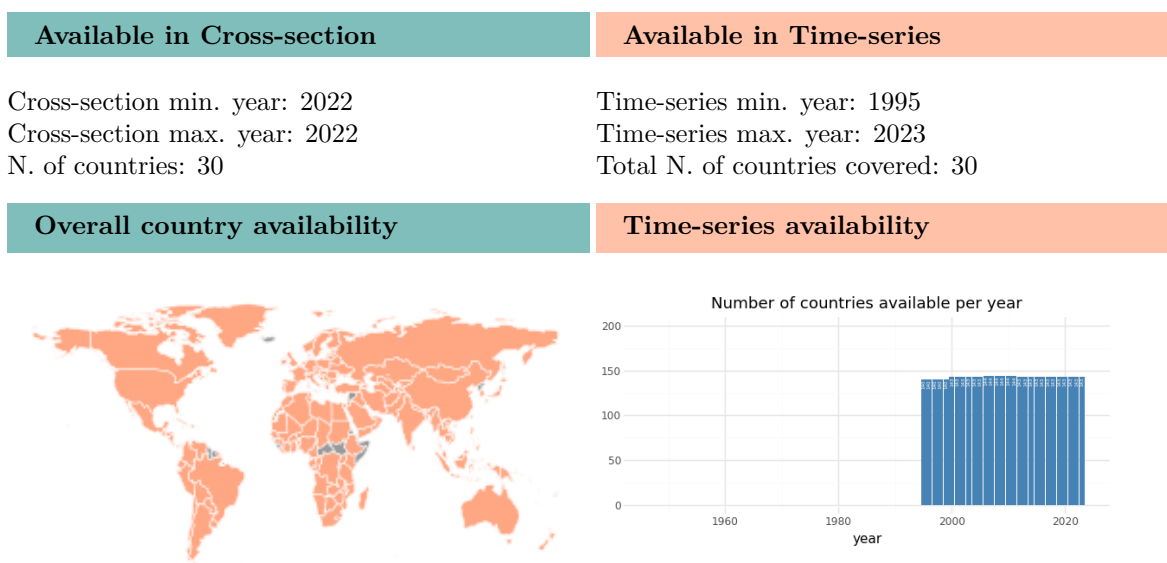 Available in Cross-section
Available in Time-series
Cross-section min. year: 2022
Cross-section max. year: 2022
N. of countries: 30
Time-series min. year: 1995
Time-series max. year: 2023
Total N. of countries covered: 30
Overall country availability
Time-series availability
Number of countries available per year
200
150
100
50
0
1960 1980 2000 2020
year